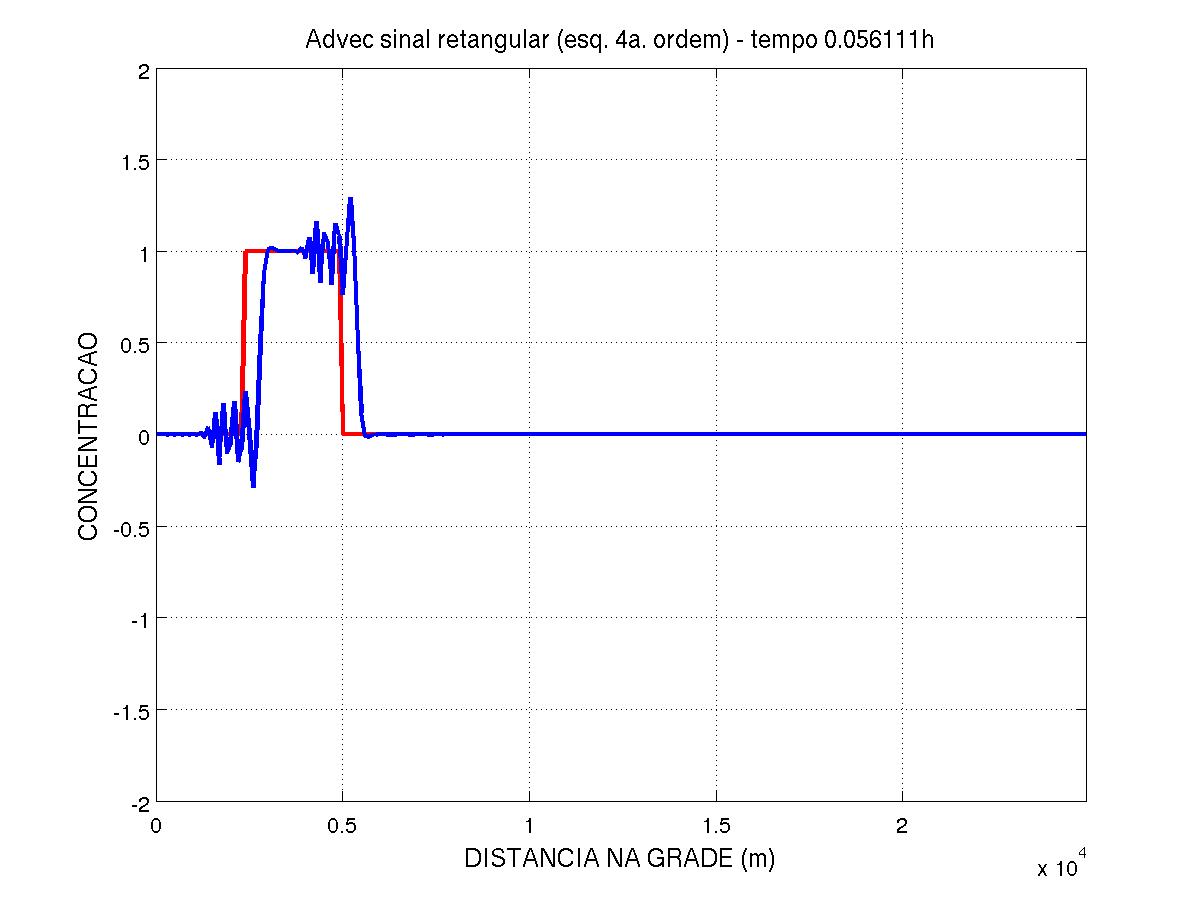 Advec sinal retangular (esq. 4a. ordem) - tempo 0.056111h
2
1.5
1
0.5
0
-0.5
-1
-1.5
-2
CONCENTRACAO
0 0.5 1 1.5 2
DISTANCIA NA GRADE (m)
x 10^4